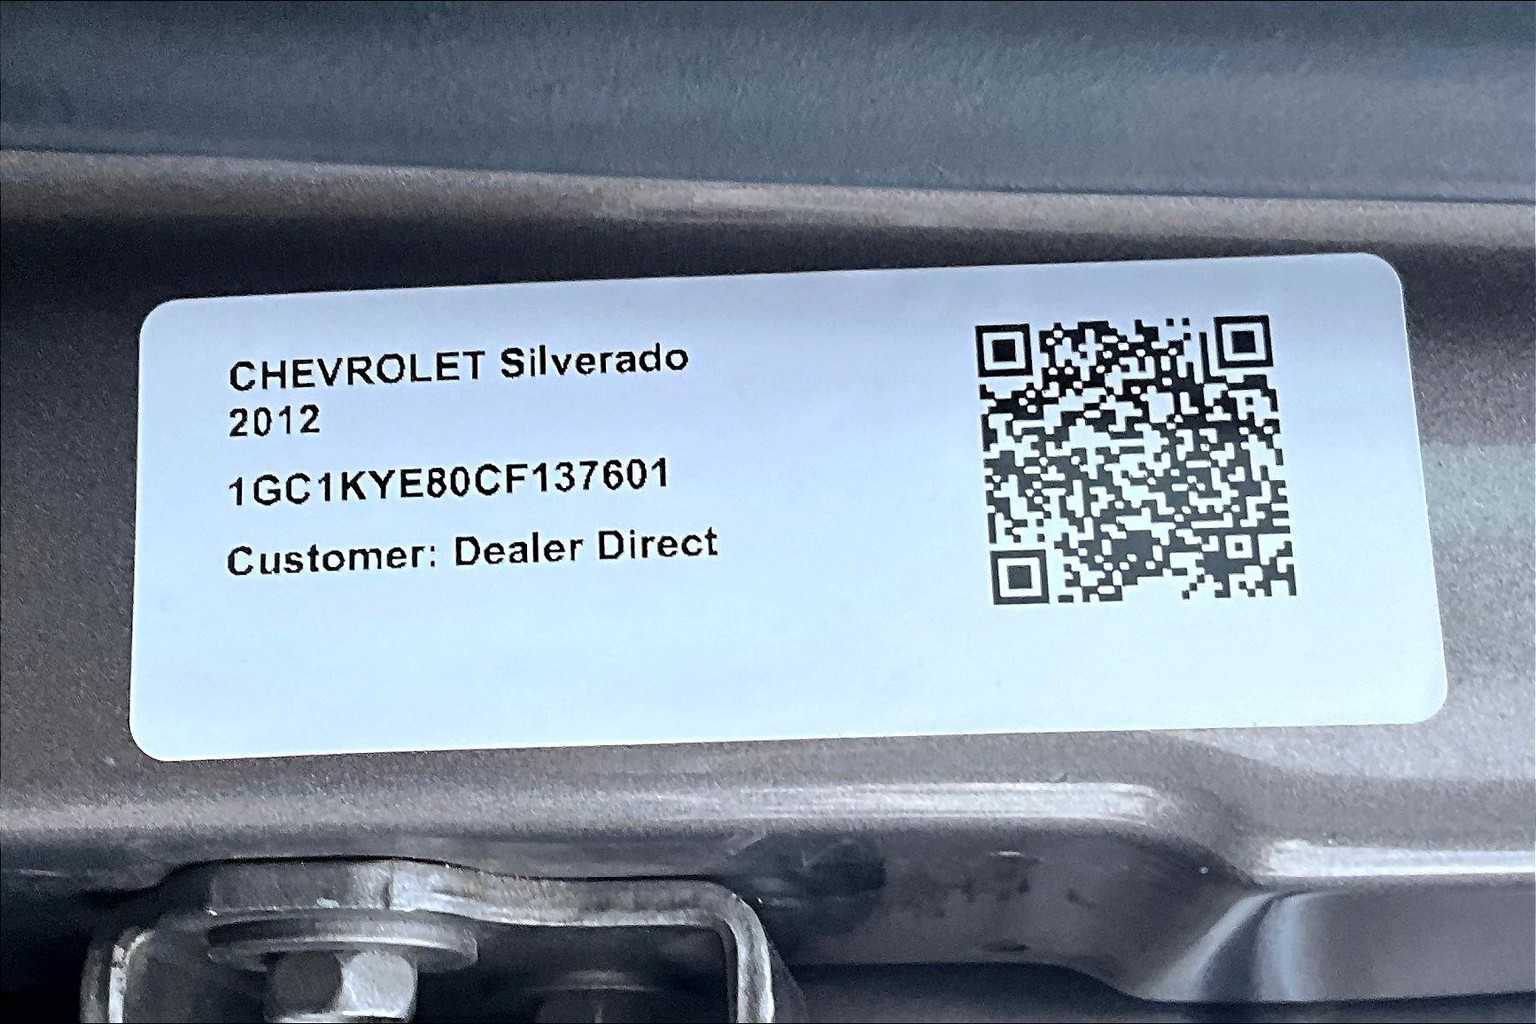 CHEVROLET Silverado
2012
1GC1KYE80CF137601
Customer: Dealer Direct